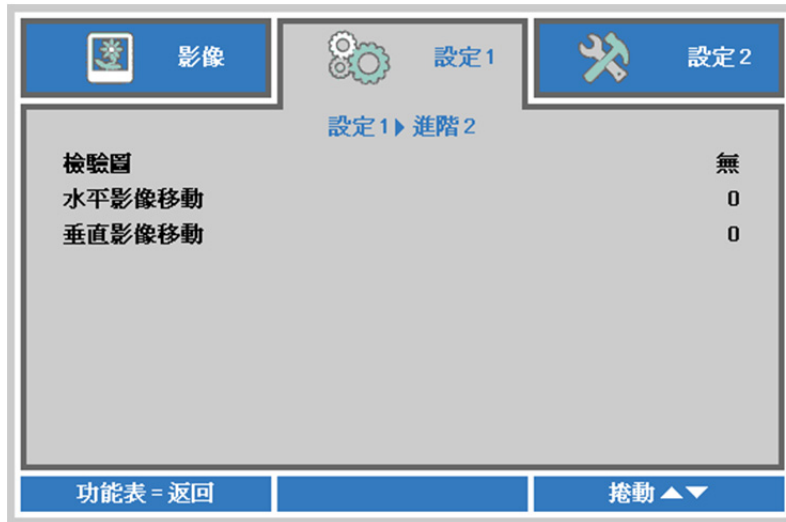 影像
設定1
設定2
設定1▶進階2
檢驗圖 無
水平影像移動 0
垂直影像移動 0
功能表=返回
捲動▲▼